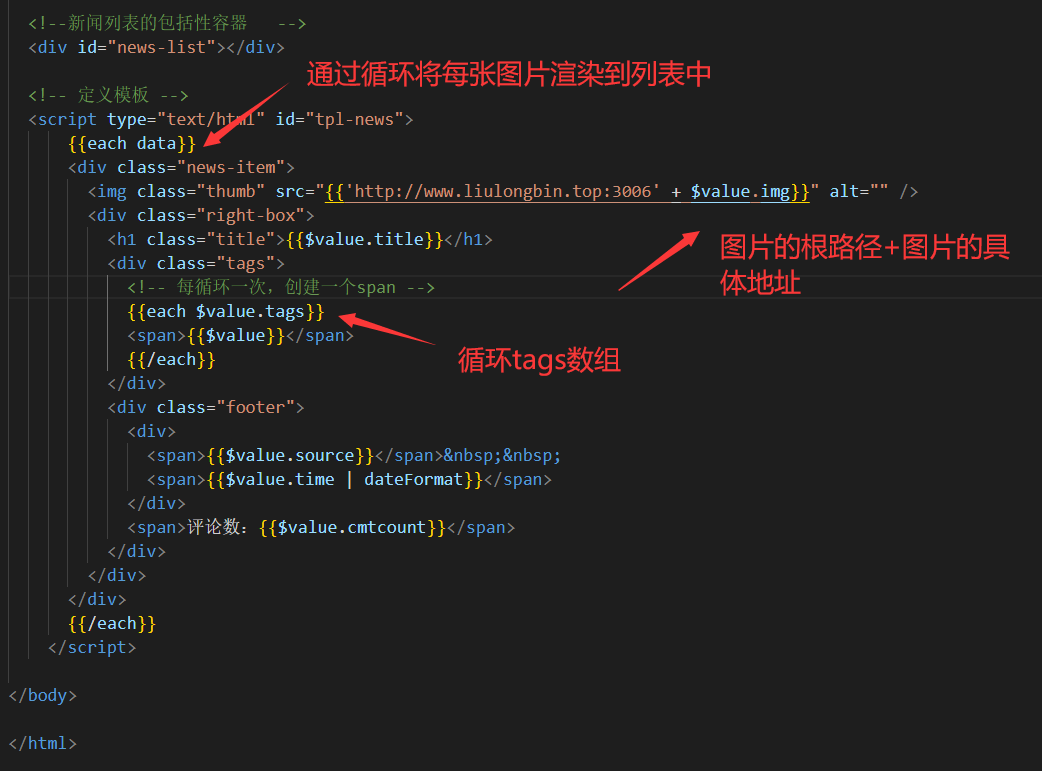 <!--新闻列表的包括性容器   -->
<div id="news-list"></div>
通过循环将每张图片渲染到列表中
<!-- 定义模板 -->
<script type="text/html" id="tpl-news">
{{each data}}
<div class="news-item">
<img class="thumb" src="{{'http://www.liulongbin.top:3006' + $value.img}}" alt="" />
<div class="right-box">
<h1 class="title">{{$value.title}}</h1>
图片的根路径+图片的具
体地址
<div class="tags">
<!-- 每循环一次，创建一个span -->
{{each $value.tags}}
<span>{{$value}}</span>
循环tags数组
{{/each}}
</div>
<div class="footer">
<div>
<span>{{$value.source}}</span>&nbsp;&nbsp;
<span>{{$value.time | dateFormat}}</span>
</div>
<span>评论数：{{$value.cmtcount}}</span>
</div>
</div>
</div>
{{/each}}
</script>
</body>
</html>